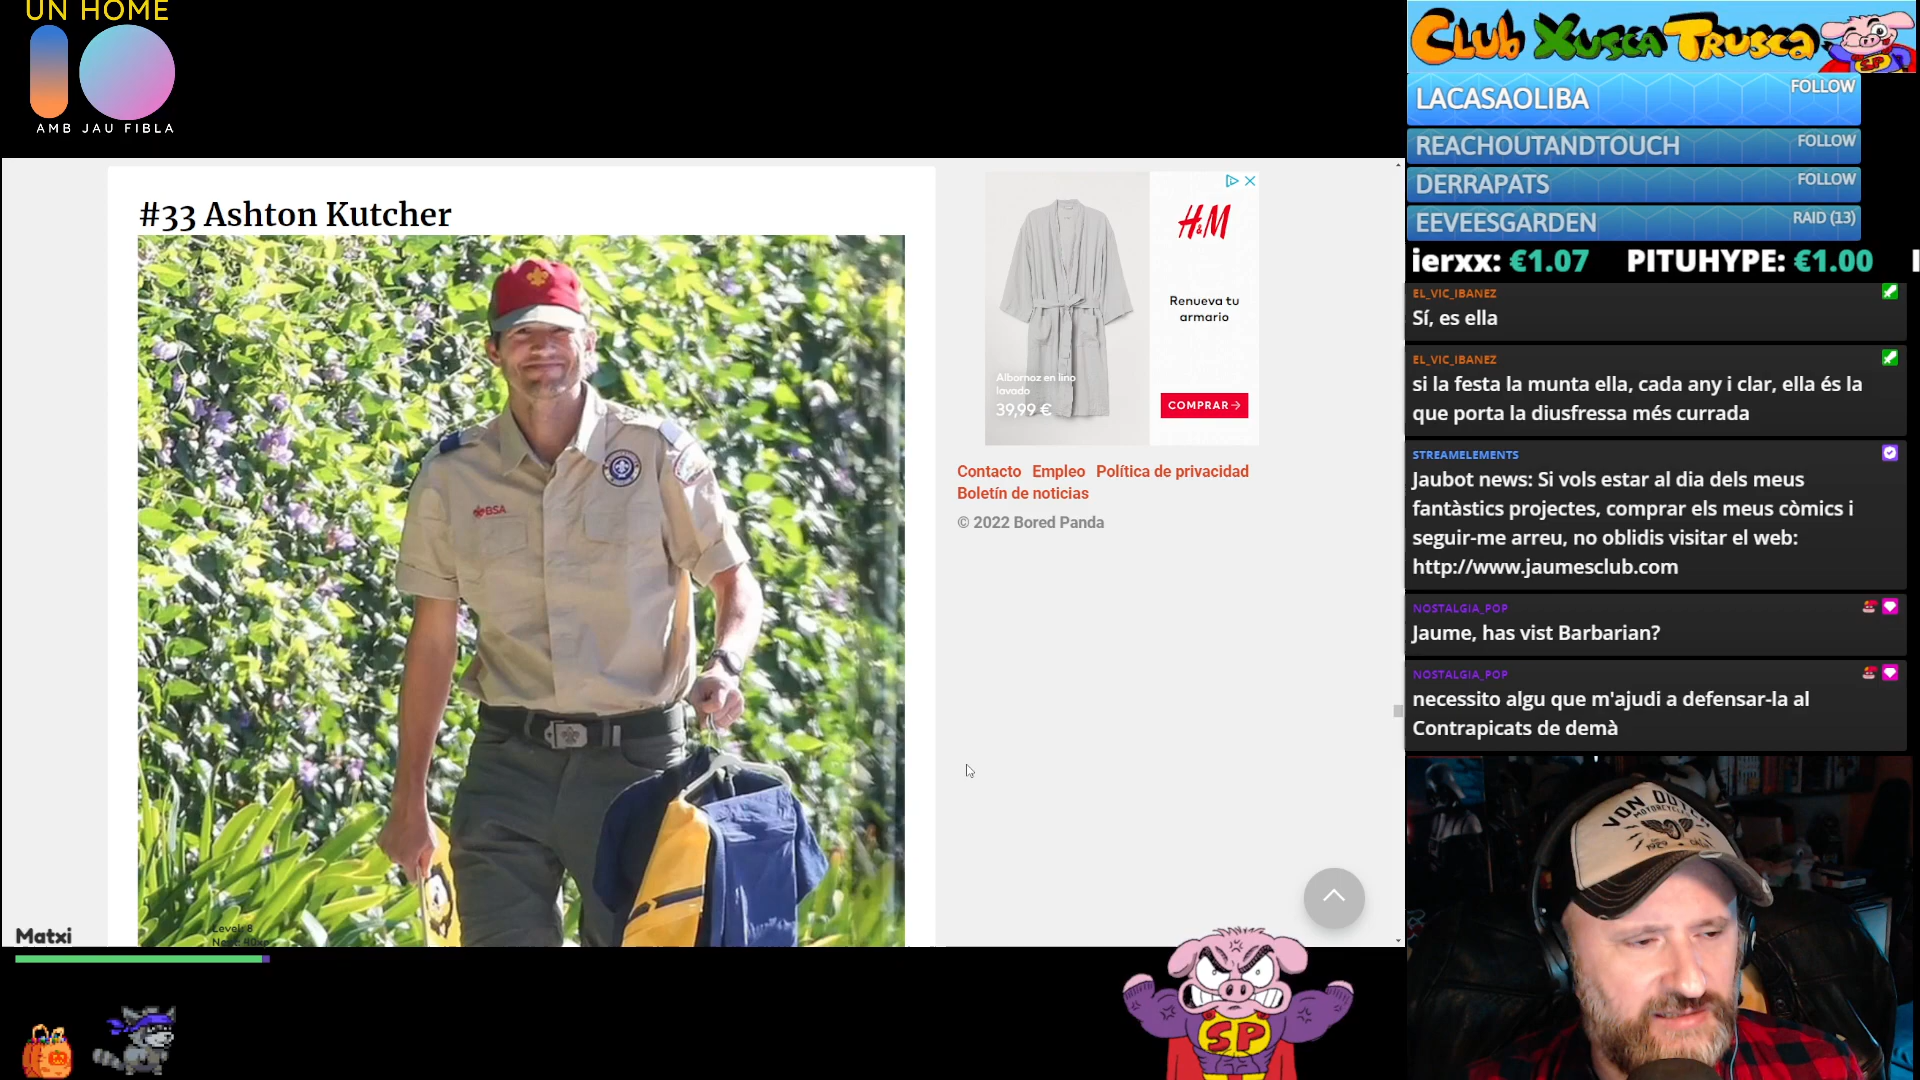 UN HOME
AMB JAU FIBLA
#33 Ashton Kutcher
BSA
H&M
Renueva tu
armario
Albornoz en lino
lavado
39,99 €
COMPRAR →
Contacto Empleo Política de privacidad
Boletín de noticias
© 2022 Bored Panda
Matxi
Level: 8
SP
Club Xusca Trusca
SP
LACASAOLIBA FOLLOW
REACHOUTANDTOUCH FOLLOW
DERRAPATS FOLLOW
EEVEESGARDEN RAID (13)
ierxx: €1.07 PITUHYPE: €1.00
EL_VIC_IBANEZ
Sí, es ella
EL_VIC_IBANEZ
si la festa la munta ella, cada any i clar, ella és la
que porta la diusfressa més currada
STREAMELEMENTS
Jaubot news: Si vols estar al dia dels meus
fantàstics projectes, comprar els meus còmics i
seguir-me arreu, no oblidis visitar el web:
http://www.jaumesclub.com
NOSTALGIA_POP
Jaume, has vist Barbarian?
NOSTALGIA_POP
necessito algu que m'ajudi a defensar-la al
Contrapicats de demà
VON DUTCH